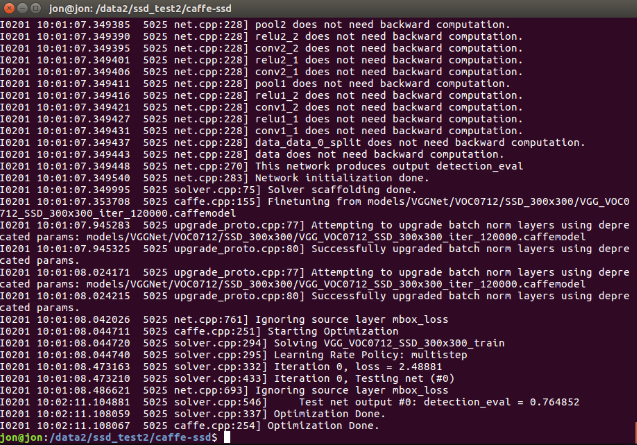 jon@jon: /data2/ssd_test2/caffe-ssd
I0201 10:01:07.349385  5025 net.cpp:228] pool2 does not need backward computation.
I0201 10:01:07.349390  5025 net.cpp:228] relu2_2 does not need backward computation.
I0201 10:01:07.349395  5025 net.cpp:228] conv2_2 does not need backward computation.
I0201 10:01:07.349401  5025 net.cpp:228] relu2_1 does not need backward computation.
I0201 10:01:07.349406  5025 net.cpp:228] conv2_1 does not need backward computation.
I0201 10:01:07.349411  5025 net.cpp:228] pool1 does not need backward computation.
I0201 10:01:07.349416  5025 net.cpp:228] relu1_2 does not need backward computation.
I0201 10:01:07.349421  5025 net.cpp:228] conv1_2 does not need backward computation.
I0201 10:01:07.349427  5025 net.cpp:228] relu1_1 does not need backward computation.
I0201 10:01:07.349431  5025 net.cpp:228] conv1_1 does not need backward computation.
I0201 10:01:07.349437  5025 net.cpp:228] data_data_0_split does not need backward computation.
I0201 10:01:07.349443  5025 net.cpp:228] data does not need backward computation.
I0201 10:01:07.349448  5025 net.cpp:270] This network produces output detection_eval
I0201 10:01:07.349540  5025 net.cpp:283] Network initialization done.
I0201 10:01:07.349995  5025 solver.cpp:75] Solver scaffolding done.
I0201 10:01:07.353708  5025 caffe.cpp:155] Finetuning from models/VGGNet/VOC0712/SSD_300x300/VGG_VOC0
712_SSD_300x300_iter_120000.caffemodel
I0201 10:01:07.945283  5025 upgrade_proto.cpp:77] Attempting to upgrade batch norm layers using depre
cated params: models/VGGNet/VOC0712/SSD_300x300/VGG_VOC0712_SSD_300x300_iter_120000.caffemodel
I0201 10:01:07.945325  5025 upgrade_proto.cpp:80] Successfully upgraded batch norm layers using depre
cated params.
I0201 10:01:08.024171  5025 upgrade_proto.cpp:77] Attempting to upgrade batch norm layers using depre
cated params: models/VGGNet/VOC0712/SSD_300x300/VGG_VOC0712_SSD_300x300_iter_120000.caffemodel
I0201 10:01:08.024215  5025 upgrade_proto.cpp:80] Successfully upgraded batch norm layers using depre
cated params.
I0201 10:01:08.042026  5025 net.cpp:761] Ignoring source layer mbox_loss
I0201 10:01:08.044711  5025 caffe.cpp:251] Starting Optimization
I0201 10:01:08.044720  5025 solver.cpp:294] Solving VGG_VOC0712_SSD_300x300_train
I0201 10:01:08.044740  5025 solver.cpp:295] Learning Rate Policy: multistep
I0201 10:01:08.473163  5025 solver.cpp:332] Iteration 0, loss = 2.48881
I0201 10:01:08.473210  5025 solver.cpp:433] Iteration 0, Testing net (#0)
I0201 10:01:08.486621  5025 net.cpp:693] Ignoring source layer mbox_loss
I0201 10:02:11.104881  5025 solver.cpp:546]     Test net output #0: detection_eval = 0.764852
I0201 10:02:11.108059  5025 solver.cpp:337] Optimization Done.
I0201 10:02:11.108067  5025 caffe.cpp:254] Optimization Done.
jon@jon:/data2/ssd_test2/caffe-ssd$